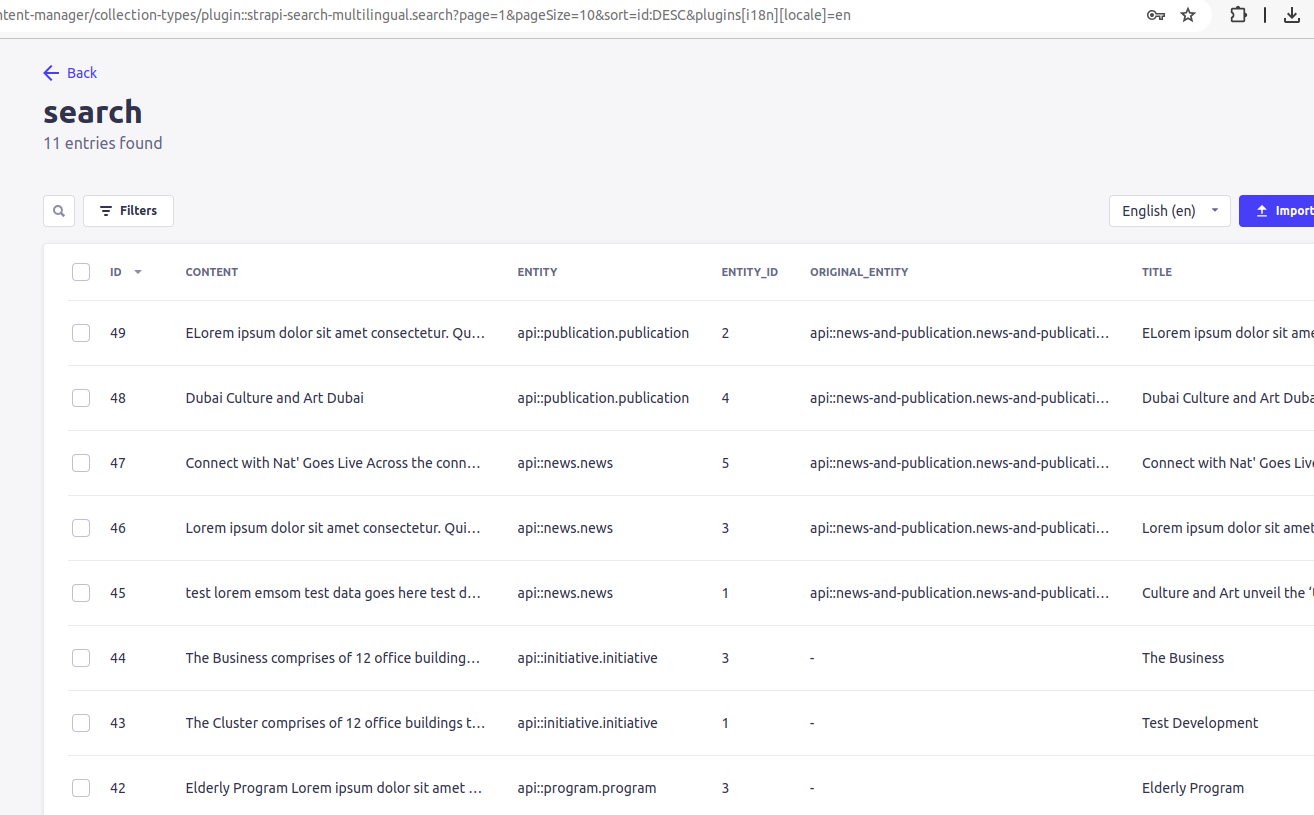 ntent-manager/collection-types/plugin::strapi-search-multilingual.search?page=1&pageSize=10&sort=id:DESC&plugins[i18n][locale]=en
Back
search
11 entries found
Filters
English (en)
Import
ID CONTENT ENTITY ENTITY_ID ORIGINAL_ENTITY TITLE
49 ELorem ipsum dolor sit amet consectetur. Qu... api::publication.publication 2 api::news-and-publication.news-and-publicati... ELorem ipsum dolor sit ame
48 Dubai Culture and Art Dubai api::publication.publication 4 api::news-and-publication.news-and-publicati... Dubai Culture and Art Duba
47 Connect with Nat' Goes Live Across the conn... api::news.news 5 api::news-and-publication.news-and-publicati... Connect with Nat' Goes Live
46 Lorem ipsum dolor sit amet consectetur. Qui... api::news.news 3 api::news-and-publication.news-and-publicati... Lorem ipsum dolor sit amet
45 test lorem emsom test data goes here test d... api::news.news 1 api::news-and-publication.news-and-publicati... Culture and Art unveil the
44 The Business comprises of 12 office building... api::initiative.initiative 3 - The Business
43 The Cluster comprises of 12 office buildings t... api::initiative.initiative 1 - Test Development
42 Elderly Program Lorem ipsum dolor sit amet ... api::program.program 3 - Elderly Program